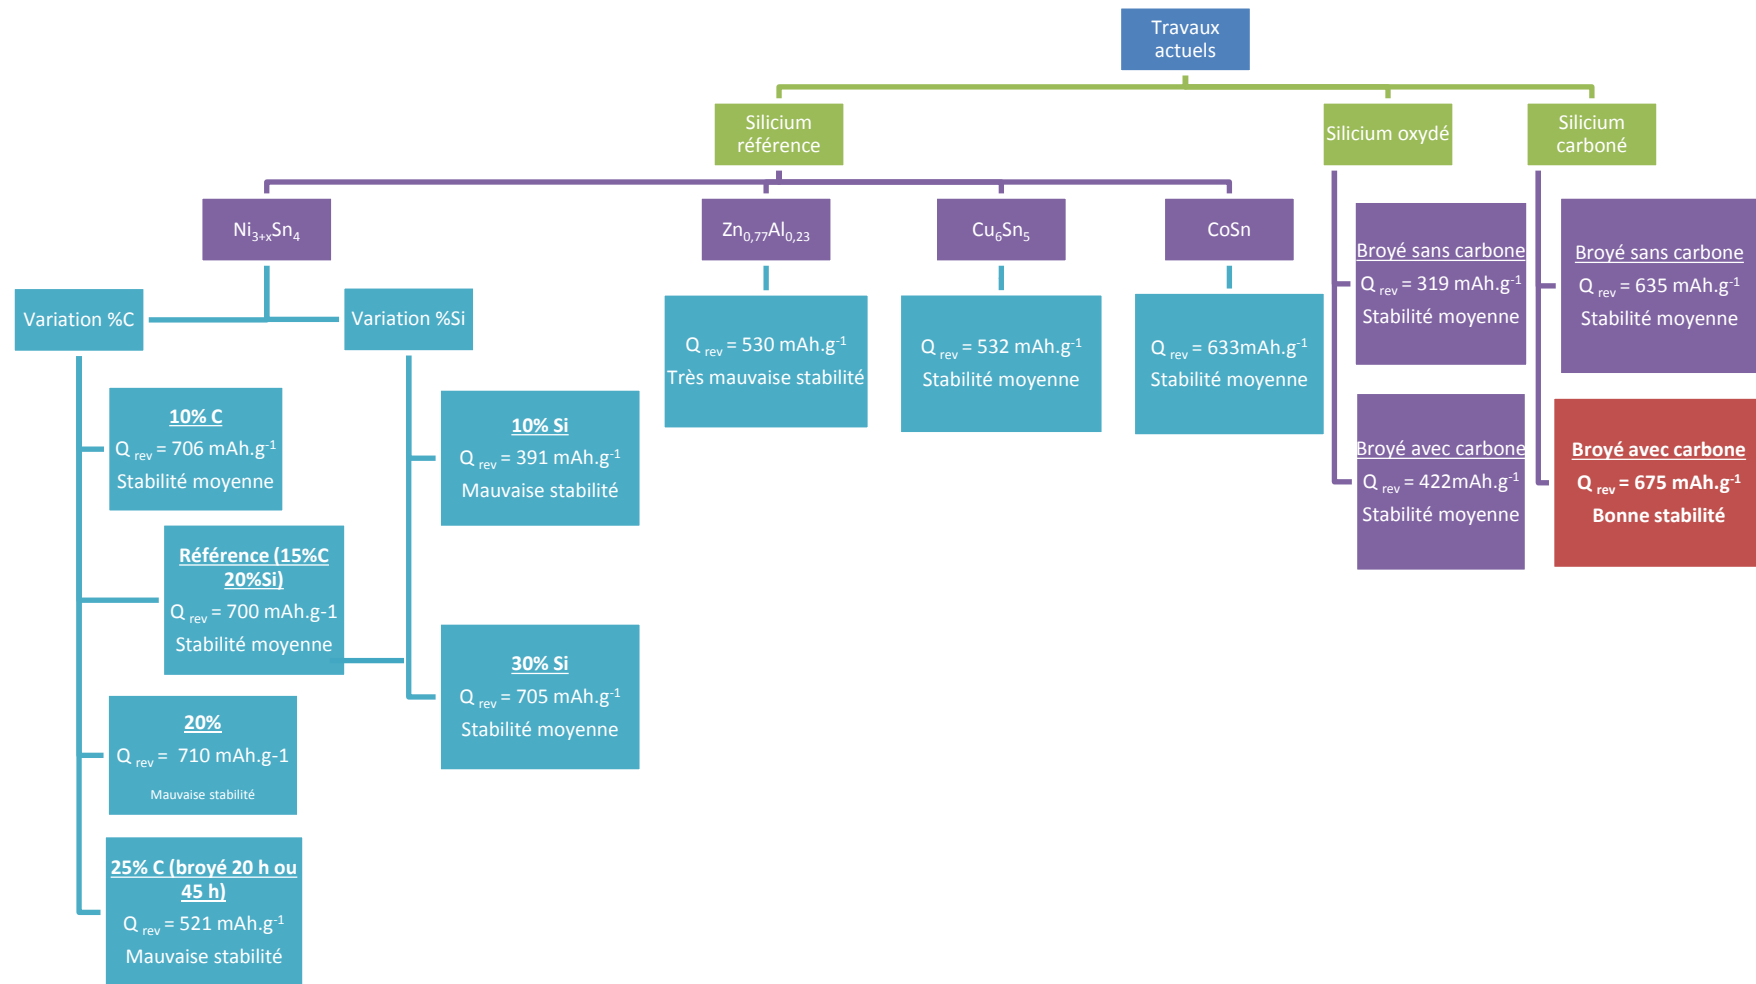 Travaux
actuels
Silicium
référence
Silicium oxydé
Silicium
carboné
Ni₃₊ₓSn₄
Zn₀,₇₇Al₀,₂₃
Cu₆Sn₅
CoSn
Variation %C
Variation %Si
10% C
Q rev = 706 mAh.g⁻¹
Stabilité moyenne
Référence (15%C
20%Si)
Q rev = 700 mAh.g-1
Stabilité moyenne
20%
Q rev = 710 mAh.g-1
Mauvaise stabilité
25% C (broyé 20 h ou
45 h)
Q rev = 521 mAh.g⁻¹
Mauvaise stabilité
10% Si
Q rev = 391 mAh.g⁻¹
Mauvaise stabilité
30% Si
Q rev = 705 mAh.g⁻¹
Stabilité moyenne
Q rev = 530 mAh.g⁻¹
Très mauvaise stabilité
Q rev = 532 mAh.g⁻¹
Stabilité moyenne
Q rev = 633mAh.g⁻¹
Stabilité moyenne
Broyé sans carbone
Q rev = 319 mAh.g⁻¹
Stabilité moyenne
Broyé avec carbone
Q rev = 422mAh.g⁻¹
Stabilité moyenne
Broyé sans carbone
Q rev = 635 mAh.g⁻¹
Stabilité moyenne
Broyé avec carbone
Q rev = 675 mAh.g⁻¹
Bonne stabilité